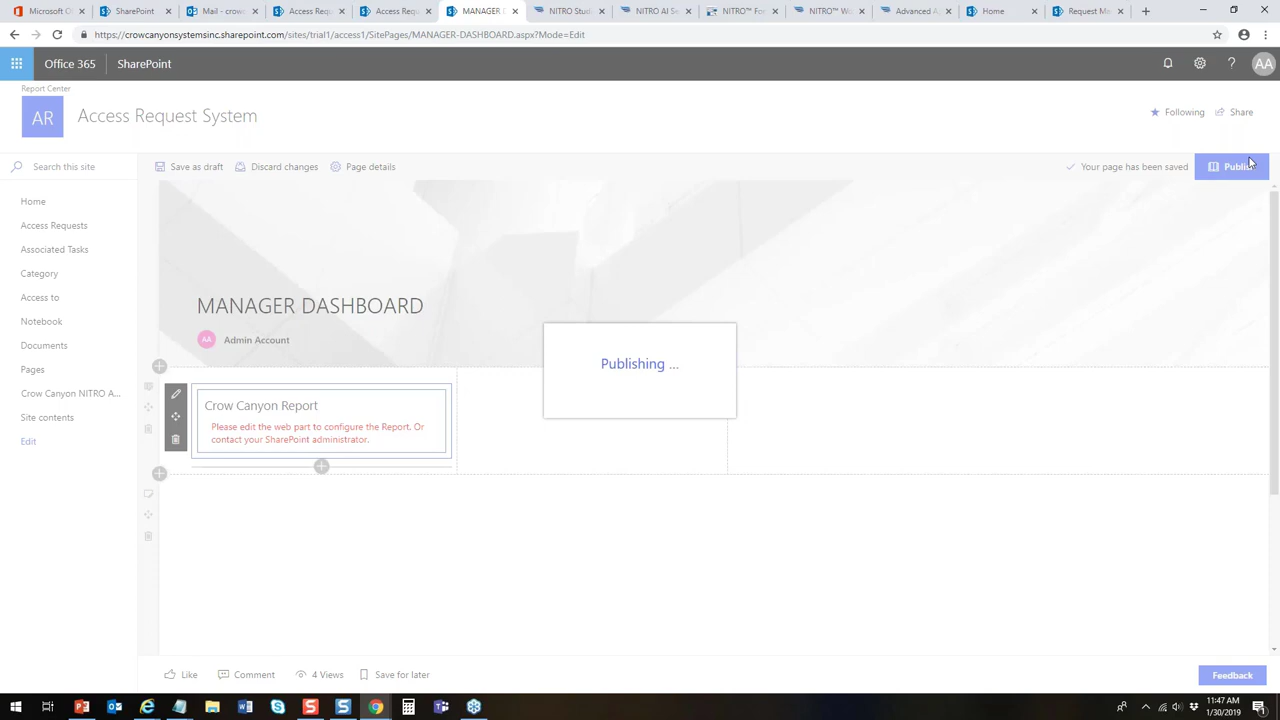 Microsoft O
SharePoint
Mail - crow
Access Requ
Access Requ
MANAGER D
NITRO Stud
NITRO AI Se
NITRO™ Fo
NITRO™ W
Advanced A
Home
Request Me
https://crowcanyonsystemsinc.sharepoint.com/sites/trial1/access1/SitePages/MANAGER-DASHBOARD.aspx?Mode=Edit
Office 365
SharePoint
AA
Report Center
AR
Access Request System
Following
Share
Search this site
Save as draft
Discard changes
Page details
Your page has been saved
Home
Access Requests
Associated Tasks
Category
Access to
Notebook
Documents
Pages
Crow Canyon NITRO A...
Site contents
Edit
MANAGER DASHBOARD
AA
Admin Account
Publishing ...
Crow Canyon Report
Please edit the web part to configure the Report. Or
contact your SharePoint administrator.
Like
Comment
4 Views
Save for later
Feedback
11:47 AM
1/30/2019